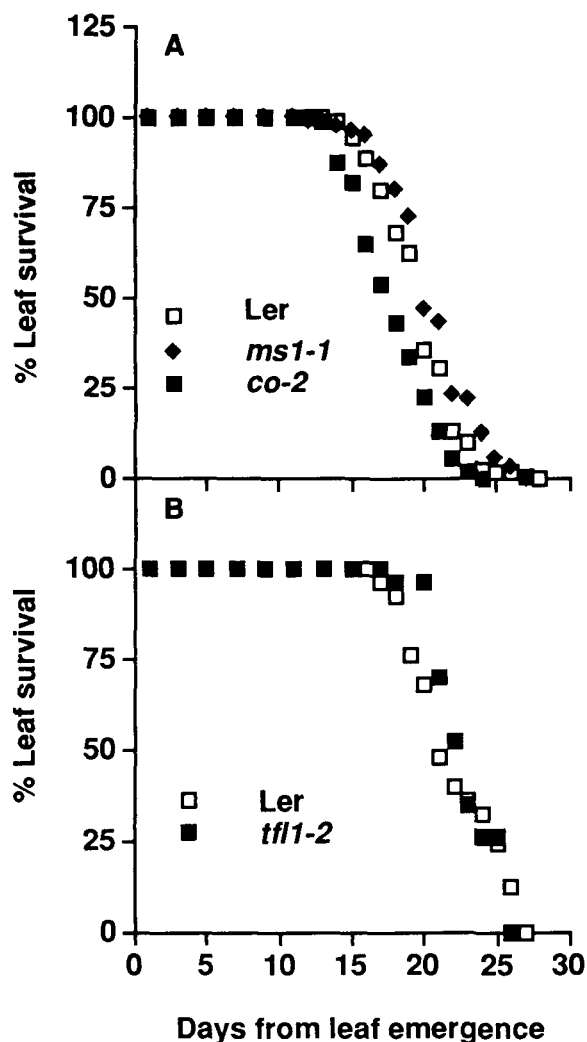 125
A
100
75
50
25
0
% Leaf survival
Ler
ms1-1
co-2
B
100
75
50
25
0
% Leaf survival
Ler
tfl1-2
0 5 10 15 20 25 30
Days from leaf emergence